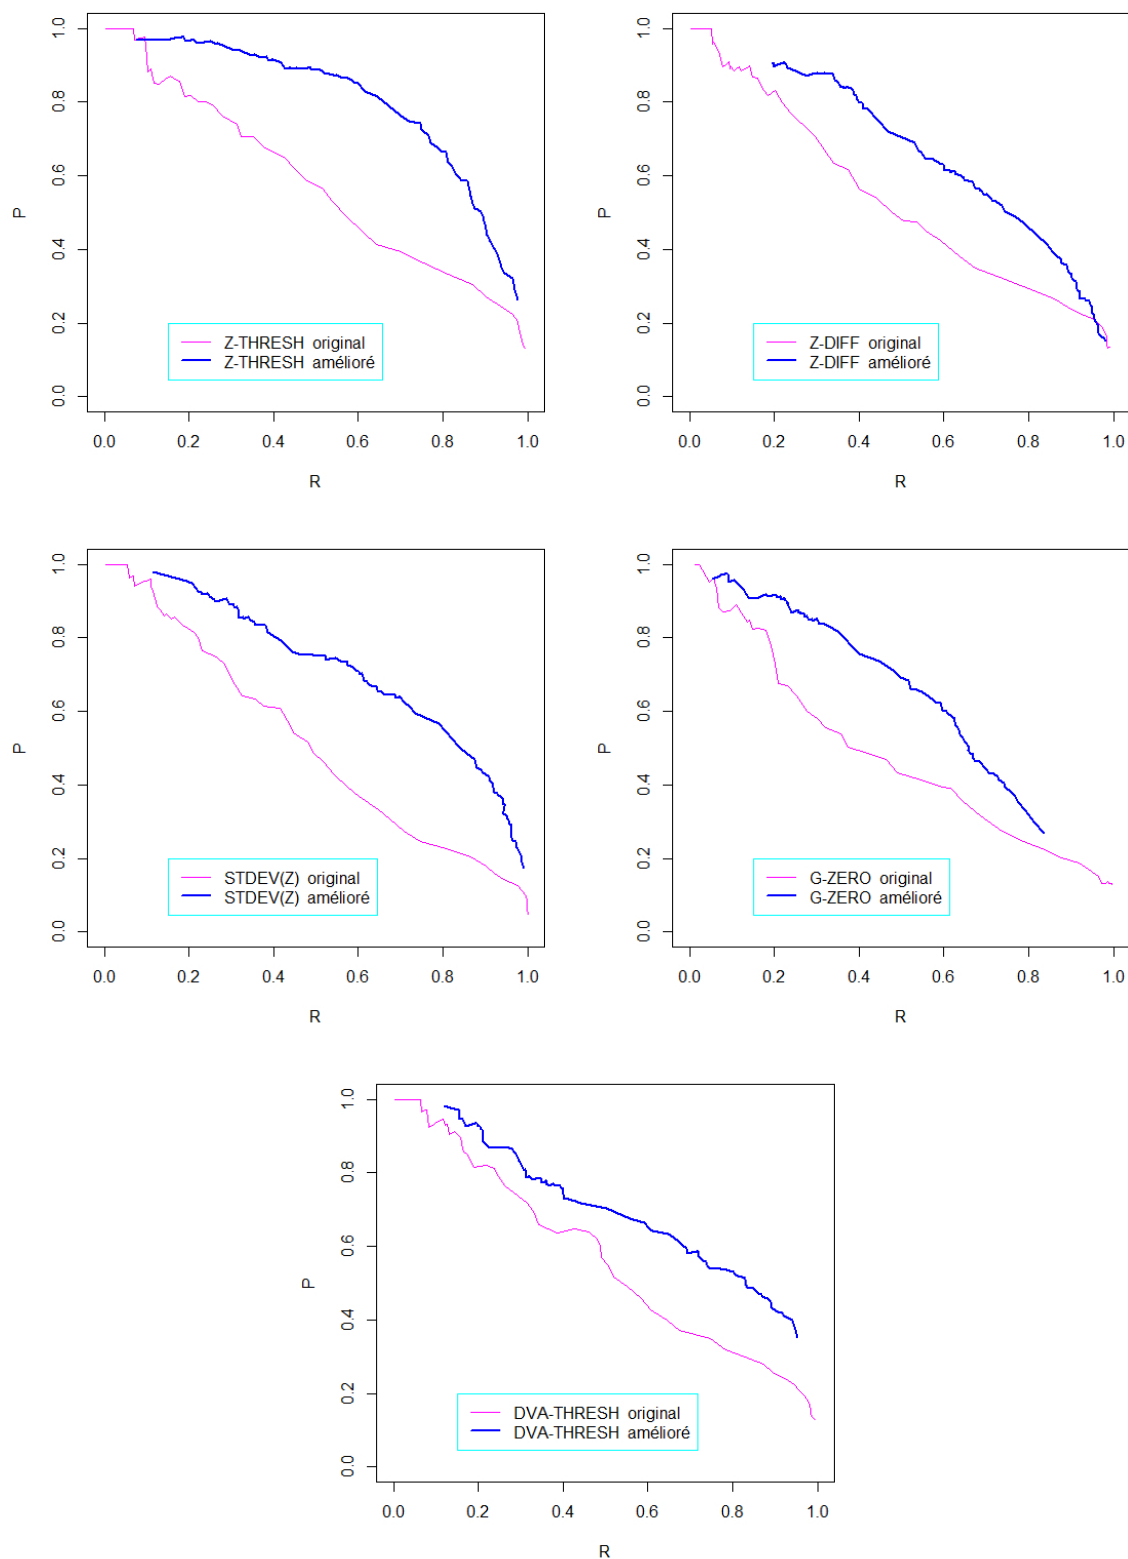 1.0
0.8
0.6
P
0.4
0.2
0.0
Z-THRESH original
Z-THRESH amélioré
0.0 0.2 0.4 0.6 0.8 1.0
R
1.0
0.8
0.6
P
0.4
0.2
0.0
Z-DIFF original
Z-DIFF amélioré
0.0 0.2 0.4 0.6 0.8 1.0
R
1.0
0.8
0.6
P
0.4
0.2
0.0
STDEV(Z) original
STDEV(Z) amélioré
0.0 0.2 0.4 0.6 0.8 1.0
R
1.0
0.8
0.6
P
0.4
0.2
0.0
G-ZERO original
G-ZERO amélioré
0.0 0.2 0.4 0.6 0.8 1.0
R
1.0
0.8
0.6
P
0.4
0.2
0.0
DVA-THRESH original
DVA-THRESH amélioré
0.0 0.2 0.4 0.6 0.8 1.0
R